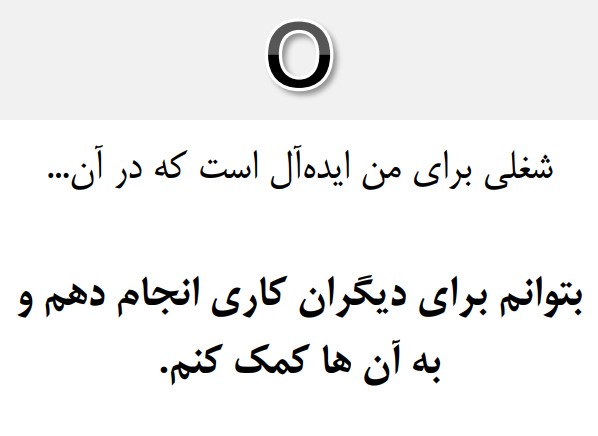 O
شغلی برای من ایده‌آل است که در آن...
بتوانم برای دیگران کاری انجام دهم و
به آن ها کمک کنم.